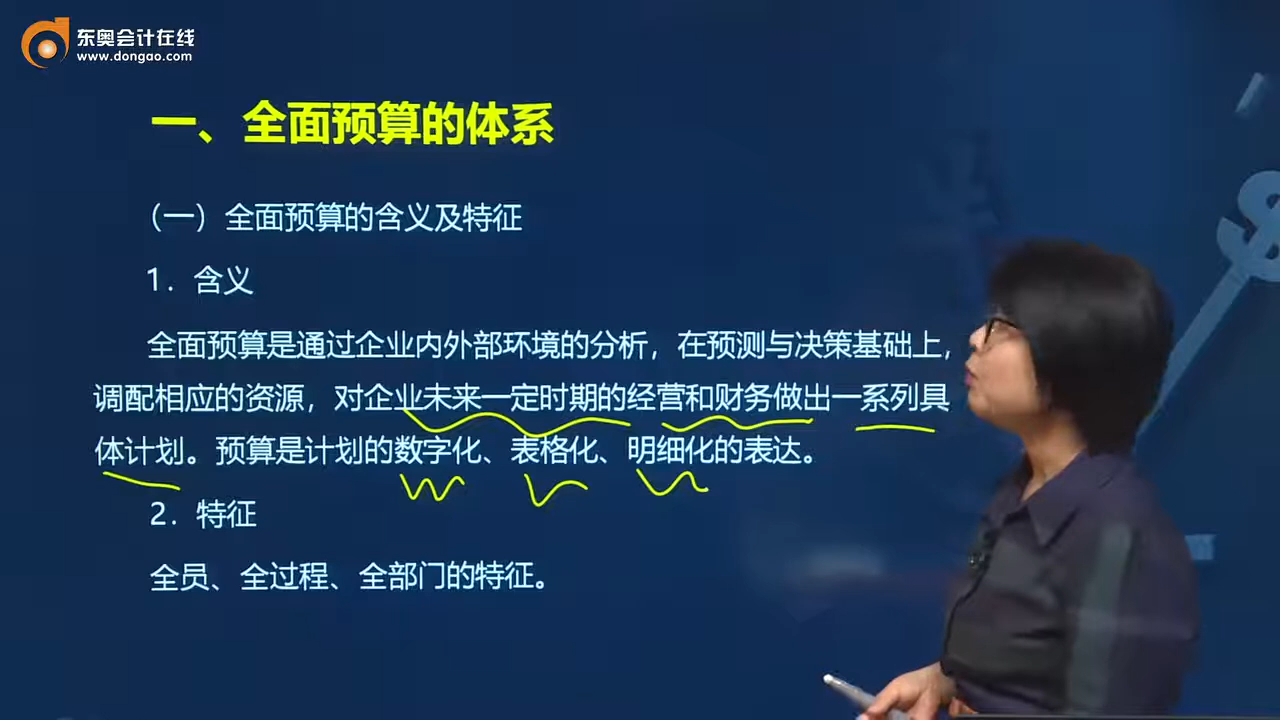 东奥会计在线
www.dongao.com
一、全面预算的体系
（一）全面预算的含义及特征
1．含义
全面预算是通过企业内外部环境的分析，在预测与决策基础上，
调配相应的资源，对企业未来一定时期的经营和财务做出一系列具
体计划。预算是计划的数字化、表格化、明细化的表达。
2．特征
全员、全过程、全部门的特征。